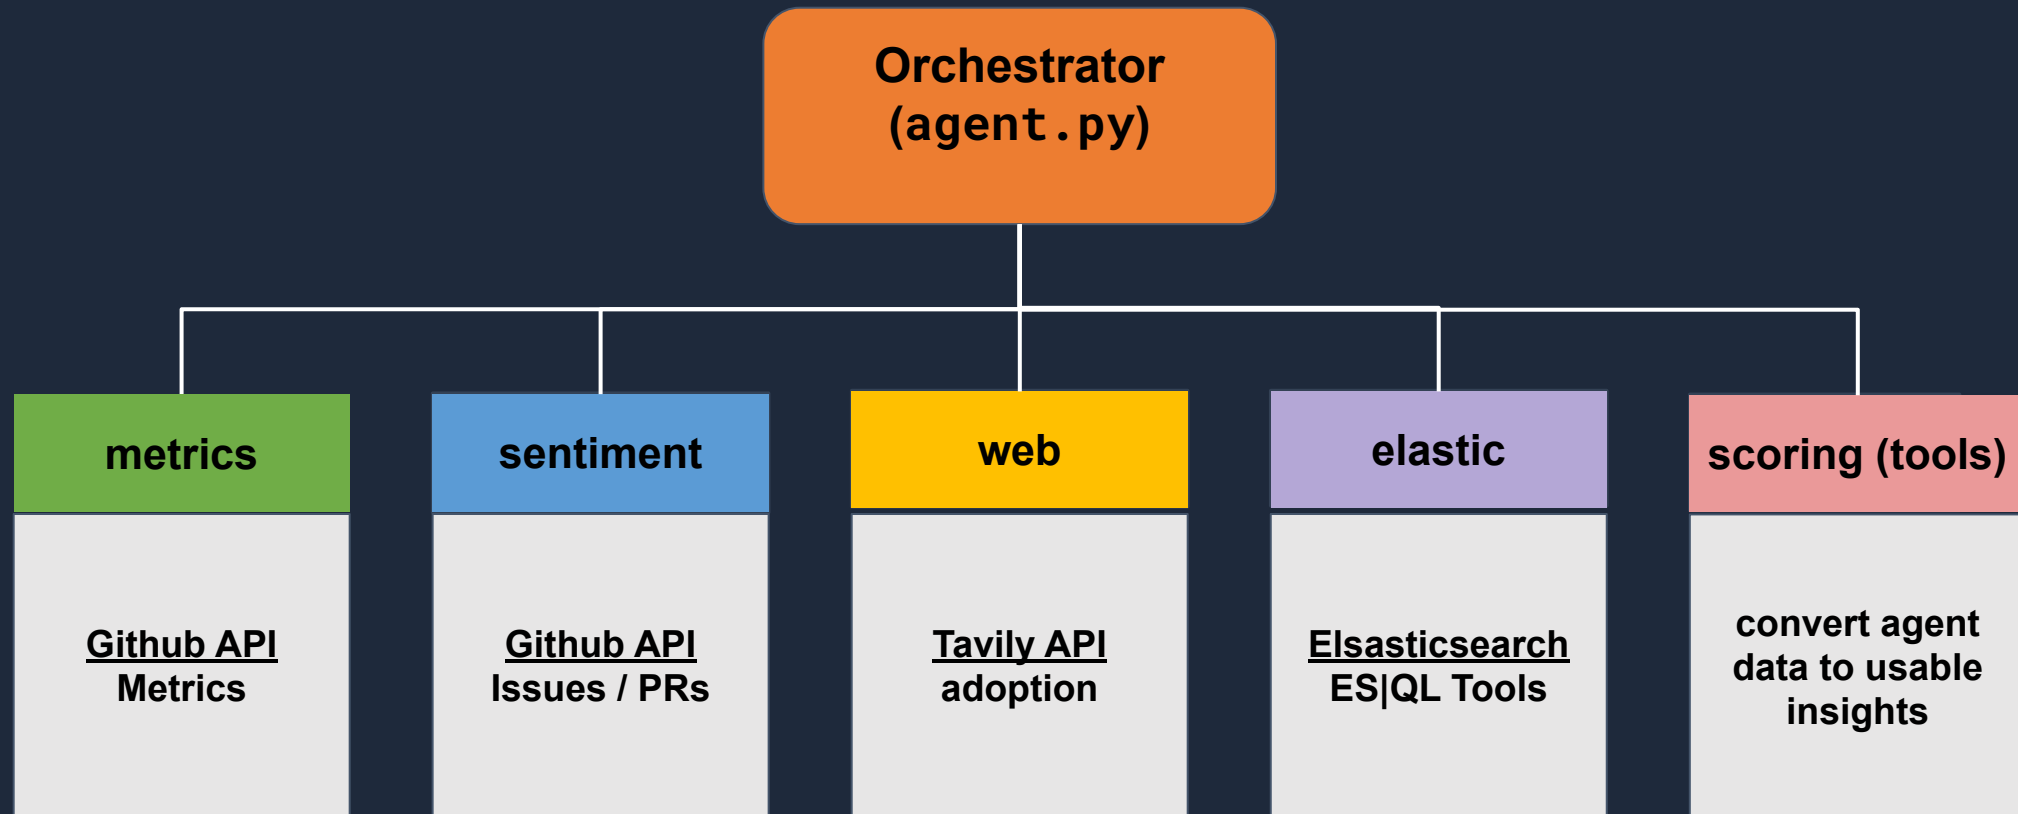 Orchestrator
(agent.py)
metrics
sentiment
web
elastic
scoring (tools)
Github API
Metrics
Github API
Issues / PRs
Tavily API
adoption
Elsasticsearch
ES|QL Tools
convert agent
data to usable
insights